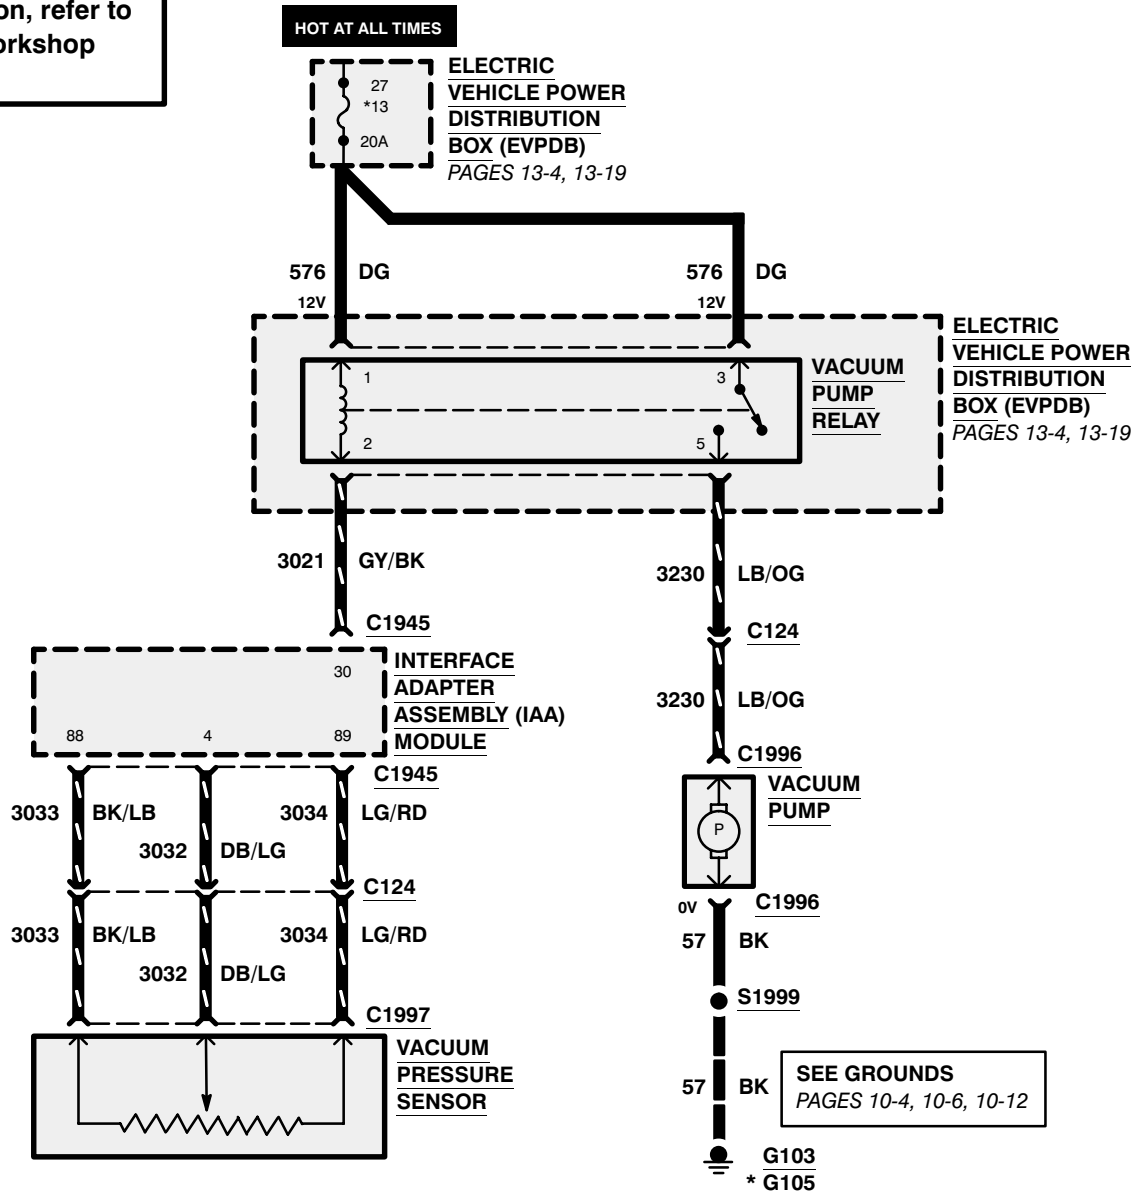 on, refer to
orkshop
HOT AT ALL TIMES
27
*13
20A
ELECTRIC
VEHICLE POWER
DISTRIBUTION
BOX (EVPDB)
PAGES 13-4, 13-19
576 DG
12V
576 DG
12V
ELECTRIC
VEHICLE POWER
DISTRIBUTION
BOX (EVPDB)
PAGES 13-4, 13-19
1
3
2
5
VACUUM
PUMP
RELAY
3021 GY/BK
3230 LB/OG
C1945
C124
30
INTERFACE
ADAPTER
ASSEMBLY (IAA)
MODULE
88 4 89
3230 LB/OG
C1996
C1945
VACUUM
PUMP
P
3033 BK/LB
3034 LG/RD
3032 DB/LG
C124
C1996
0V
57 BK
3033 BK/LB
3034 LG/RD
3032 DB/LG
S1999
C1997
VACUUM
PRESSURE
SENSOR
57 BK
SEE GROUNDS
PAGES 10-4, 10-6, 10-12
G103
* G105